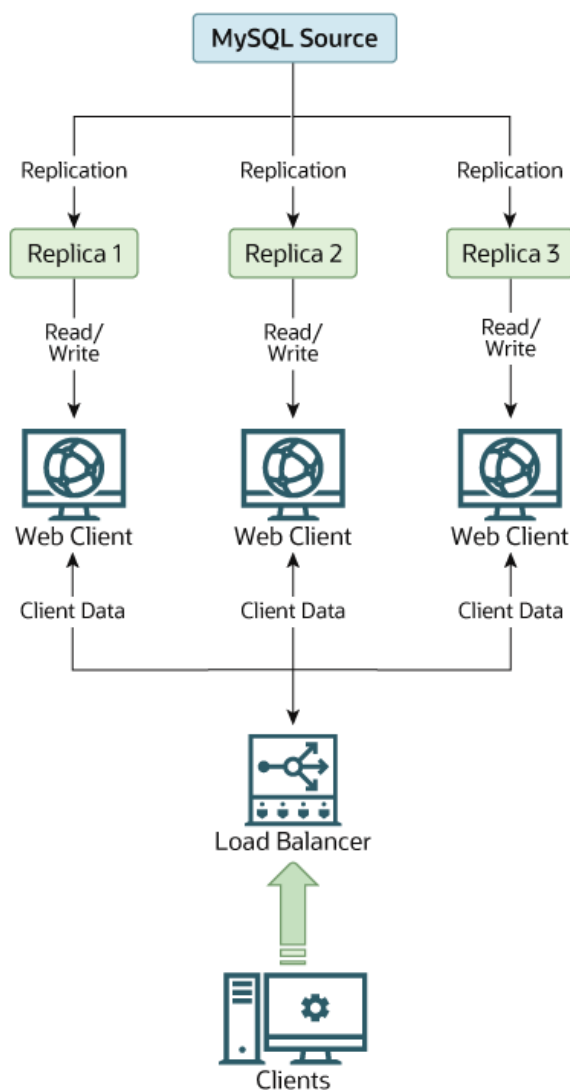 MySQL Source
Replication Replication Replication
Replica 1 Replica 2 Replica 3
Read/ Read/ Read/
Write Write Write
Web Client Web Client Web Client
Client Data Client Data Client Data
Load Balancer
Clients